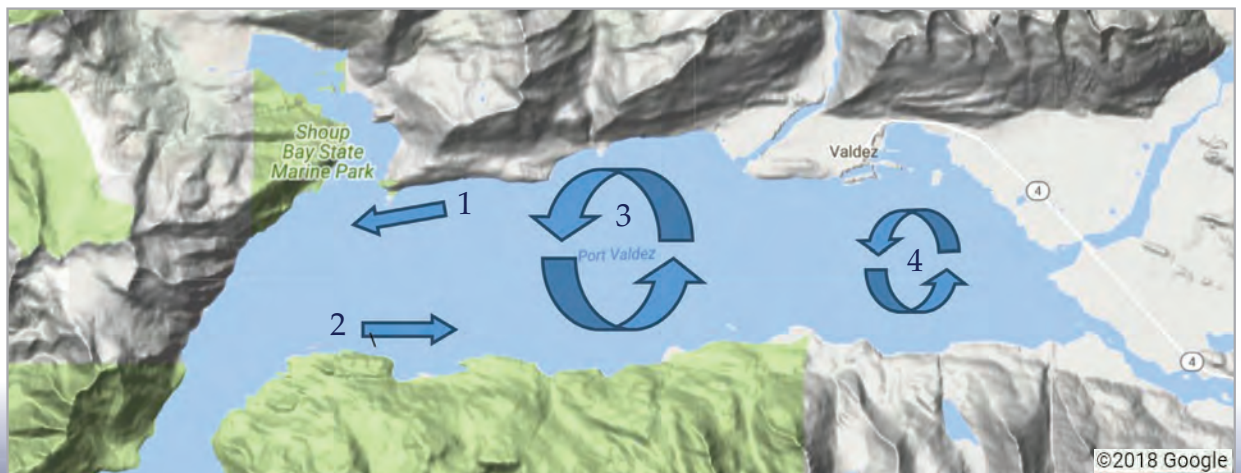 Shoup
Bay State
Marine Park
Valdez
4
1
3
Port Valdez
4
2
4
©2018 Google